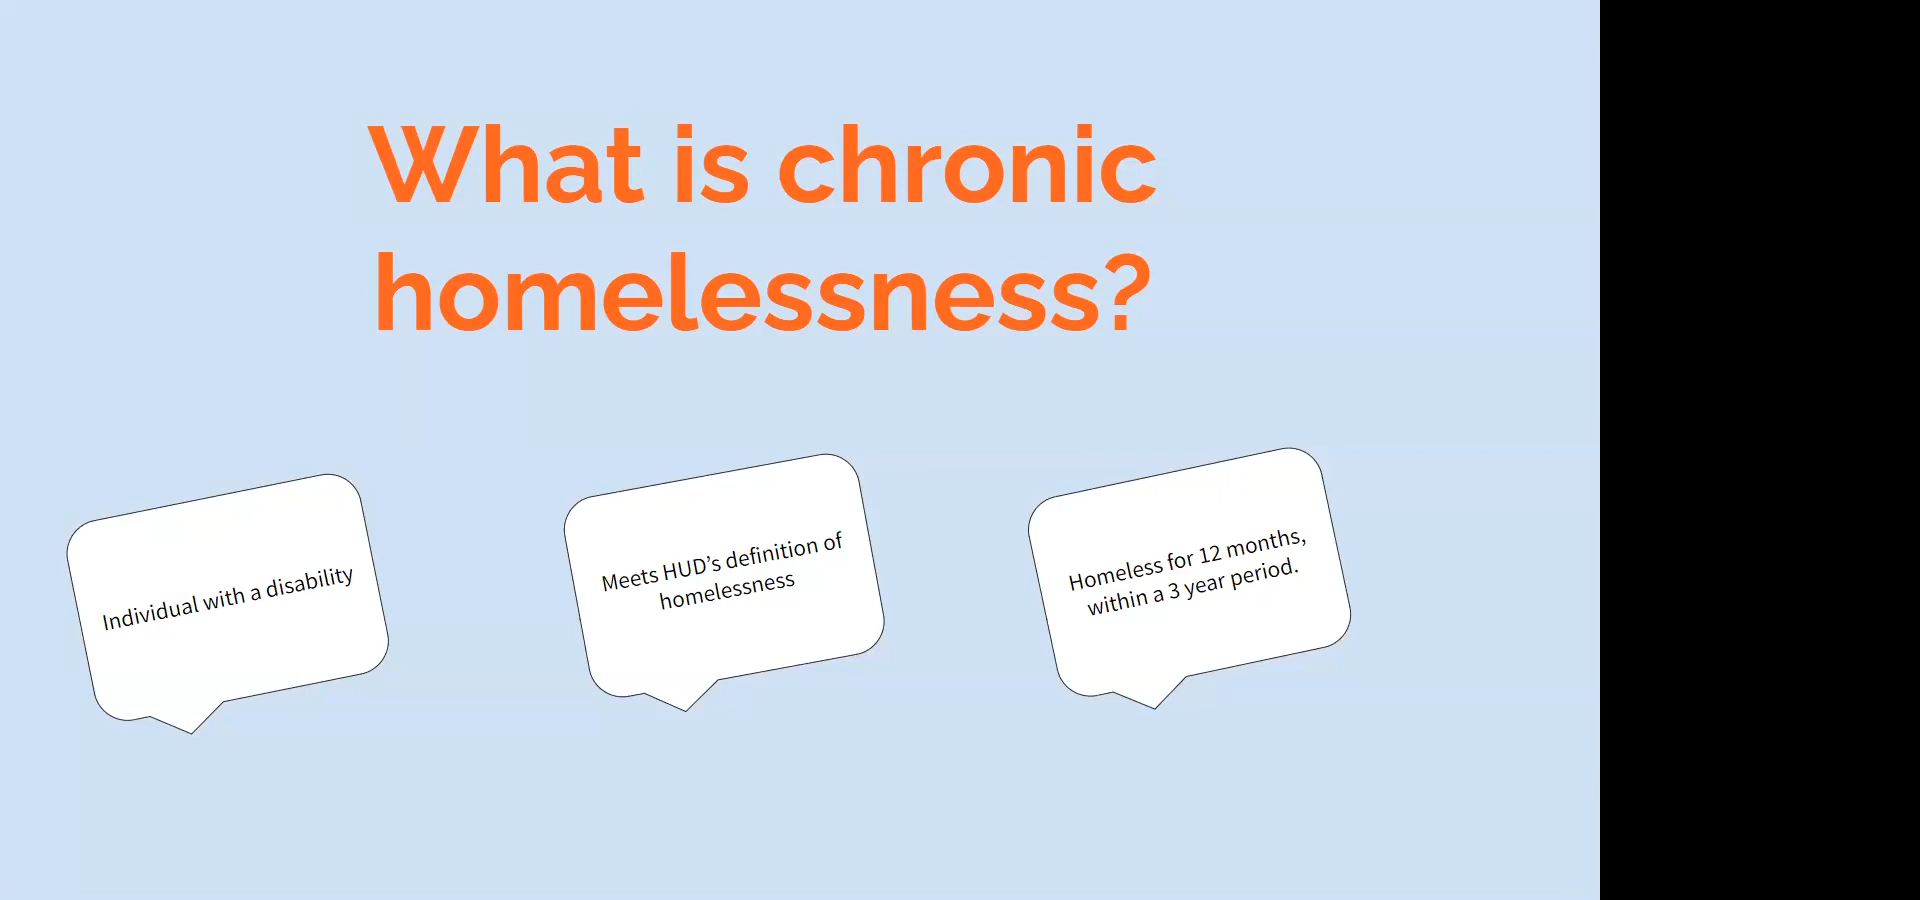 What is chronic
homelessness?
Individual with a disability
Meets HUD’s definition of
homelessness
Homeless for 12 months,
within a 3 year period.